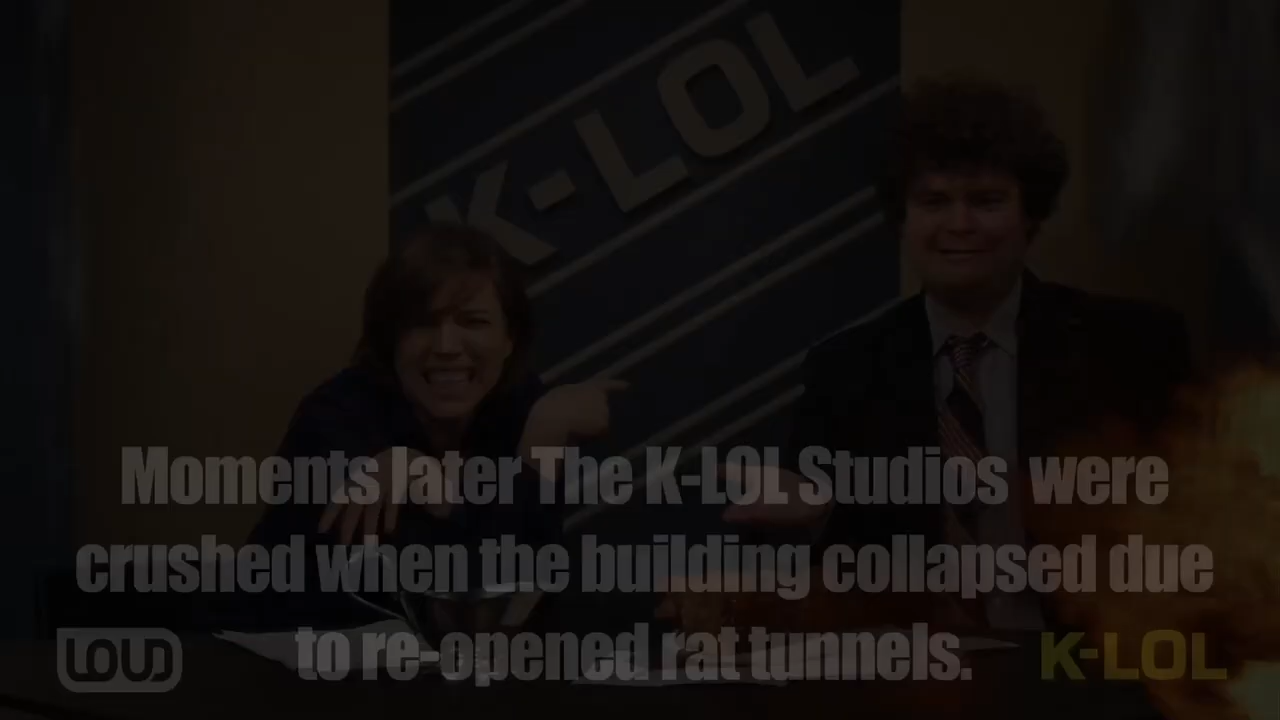 K-LOL
Moments later The K-LOL Studios were
crushed when the building collapsed due
to re-opened rat tunnels.
LOUD
K-LOL